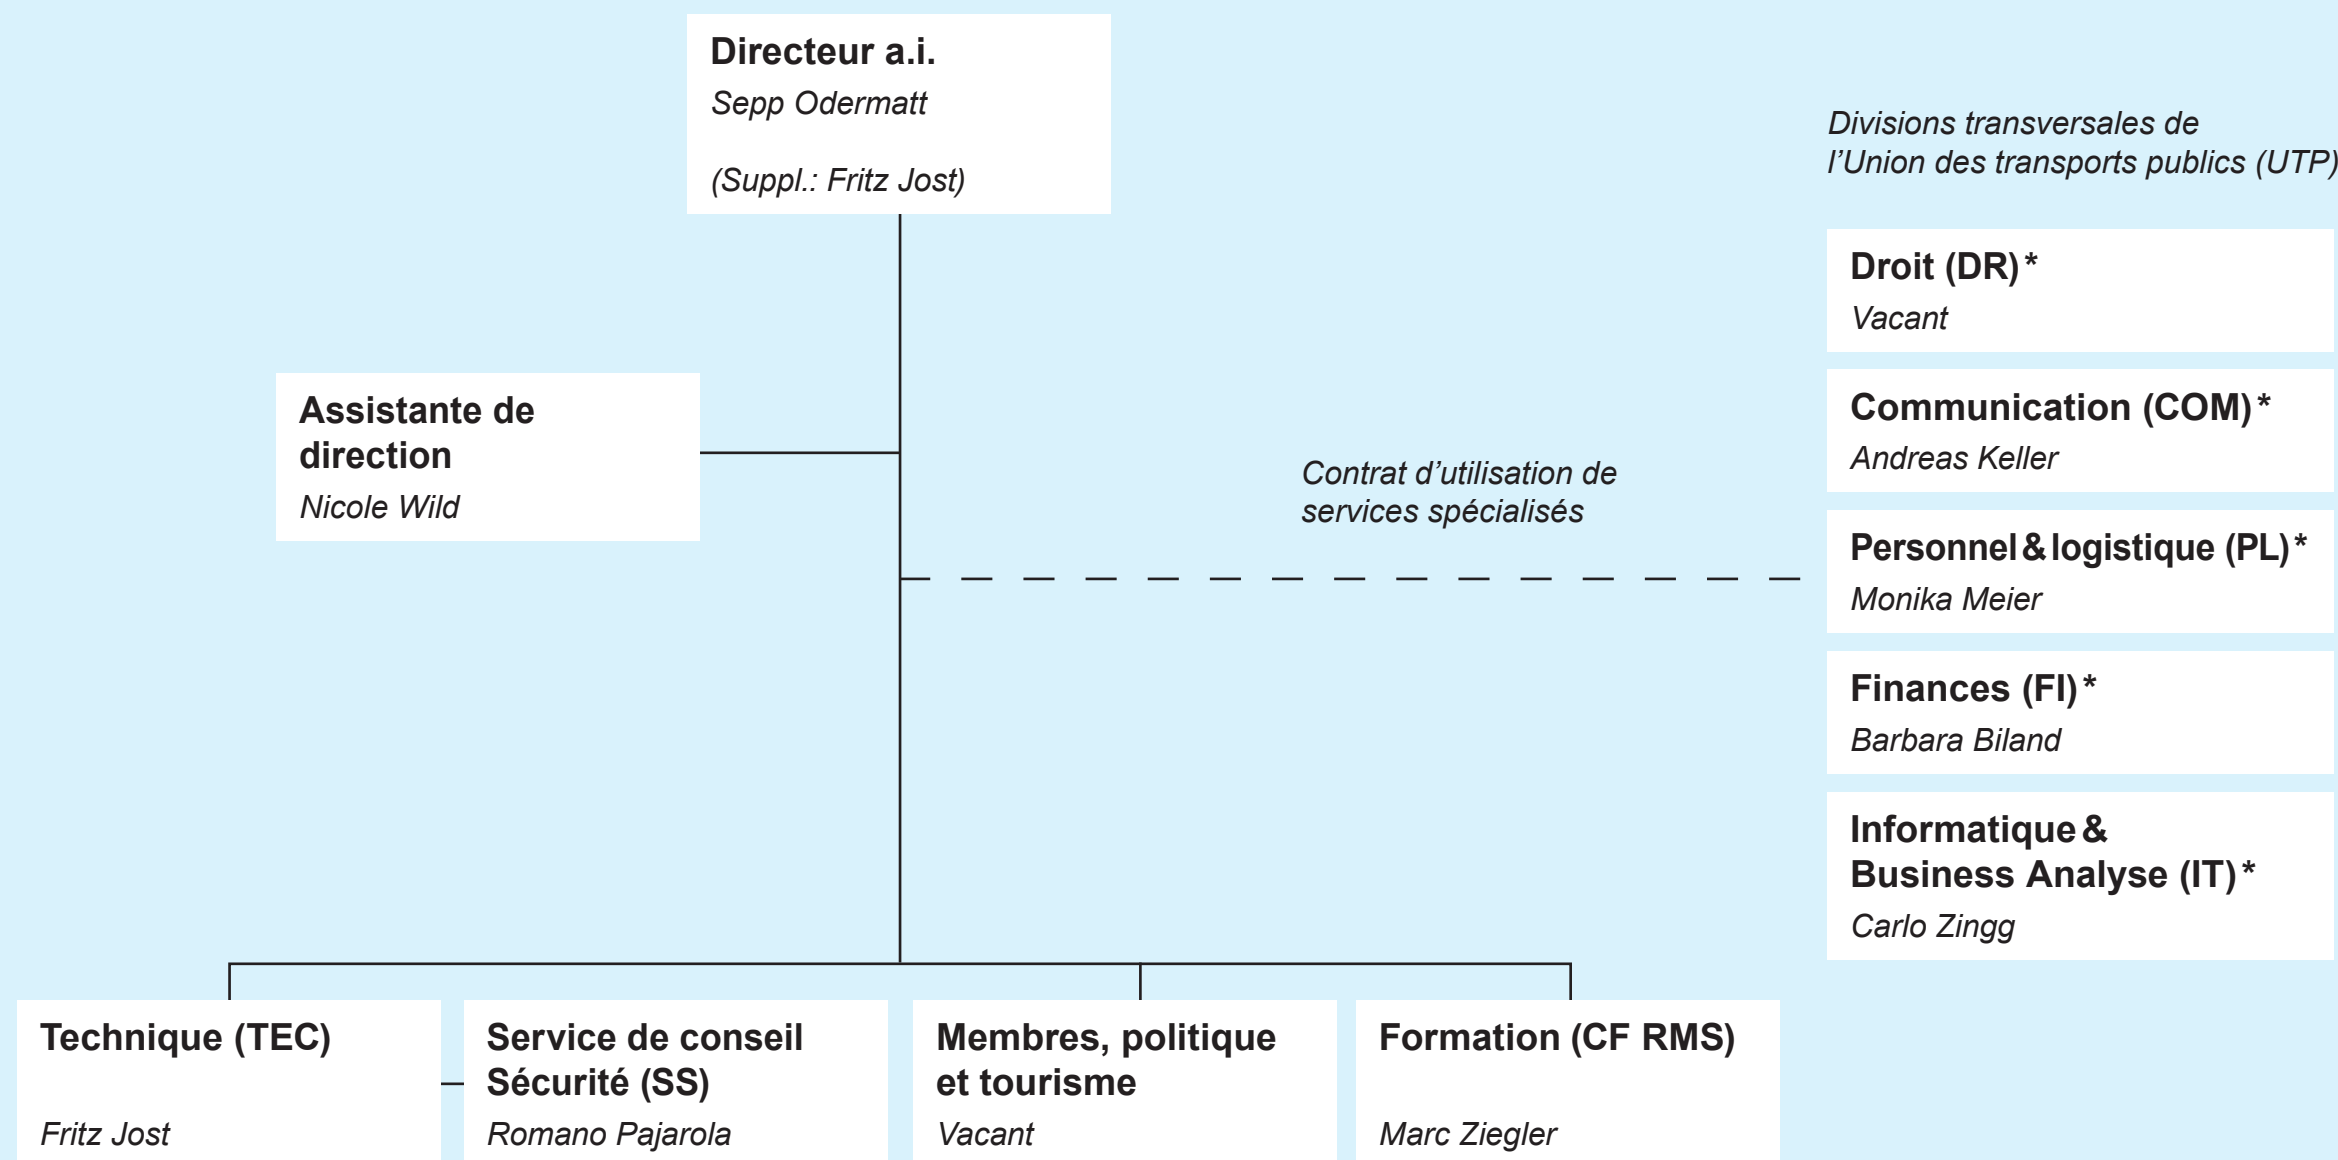 Directeur a.i.
Sepp Odermatt
(Suppl.: Fritz Jost)
Divisions transversales de
l’Union des transports publics (UTP)
Droit (DR)*
Vacant
Communication (COM)*
Andreas Keller
Personnel & logistique (PL)*
Monika Meier
Finances (FI)*
Barbara Biland
Informatique &
Business Analyse (IT)*
Carlo Zingg
Assistante de
direction
Nicole Wild
Contrat d’utilisation de
services spécialisés
Technique (TEC)
Fritz Jost
Service de conseil
Sécurité (SS)
Romano Pajarola
Membres, politique
et tourisme
Vacant
Formation (CF RMS)
Marc Ziegler